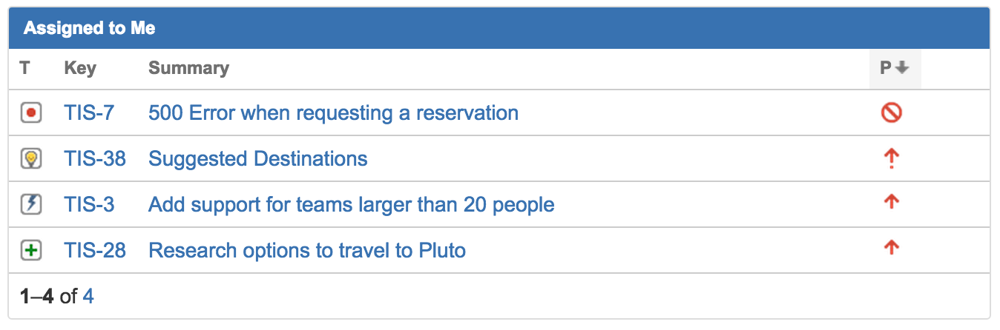 Assigned to Me
T Key Summary P
TIS-7 500 Error when requesting a reservation
TIS-38 Suggested Destinations
TIS-3 Add support for teams larger than 20 people
TIS-28 Research options to travel to Pluto
1–4 of 4